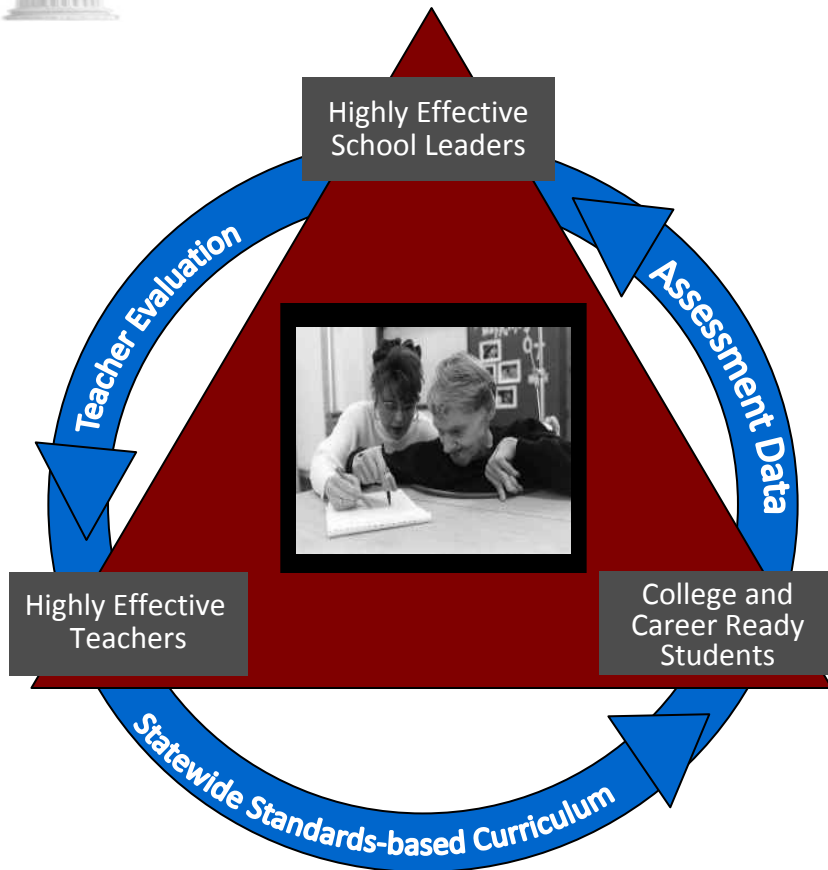 Highly Effective
School Leaders
Teacher Evaluation
Assessment Data
Highly Effective
Teachers
College and
Career Ready
Students
Statewide Standards-based Curriculum